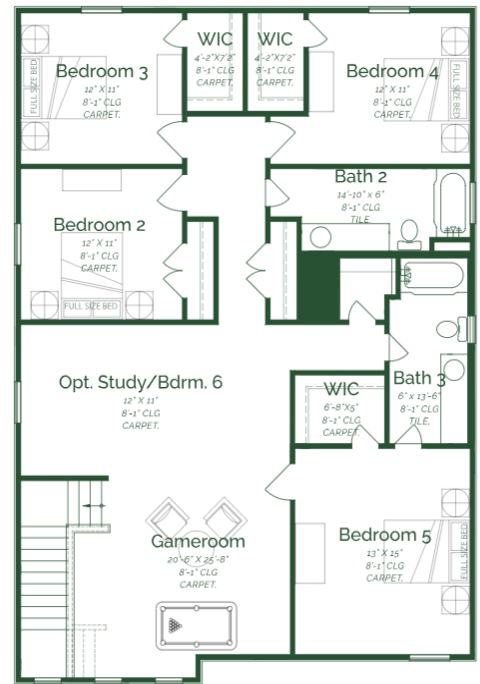 WIC
4'-2"X7'2"
8'-1" CLG
CARPET.
WIC
4'-2"X7'2"
8'-1" CLG
CARPET.
Bedroom 3
12" X 11"
8'-1" CLG
CARPET.
FULL SIZE BED
Bedroom 4
12" X 11"
8'-1" CLG
CARPET.
FULL SIZE BED
Bath 2
14'-10" x 6"
8'-1" CLG
TILE.
Bedroom 2
12" X 11"
8'-1" CLG
CARPET.
FULL SIZE BED
Opt. Study/Bdrm. 6
12" X 11"
8'-1" CLG
CARPET.
WIC
6'-8"X5"
8'-1" CLG
CARPET.
Bath 3
6" x 13'-6"
8'-1" CLG
TILE.
Gameroom
20'-6" X 25'-8"
8'-1" CLG
CARPET.
Bedroom 5
13" X 15"
8'-1" CLG
CARPET.
FULL SIZE BED